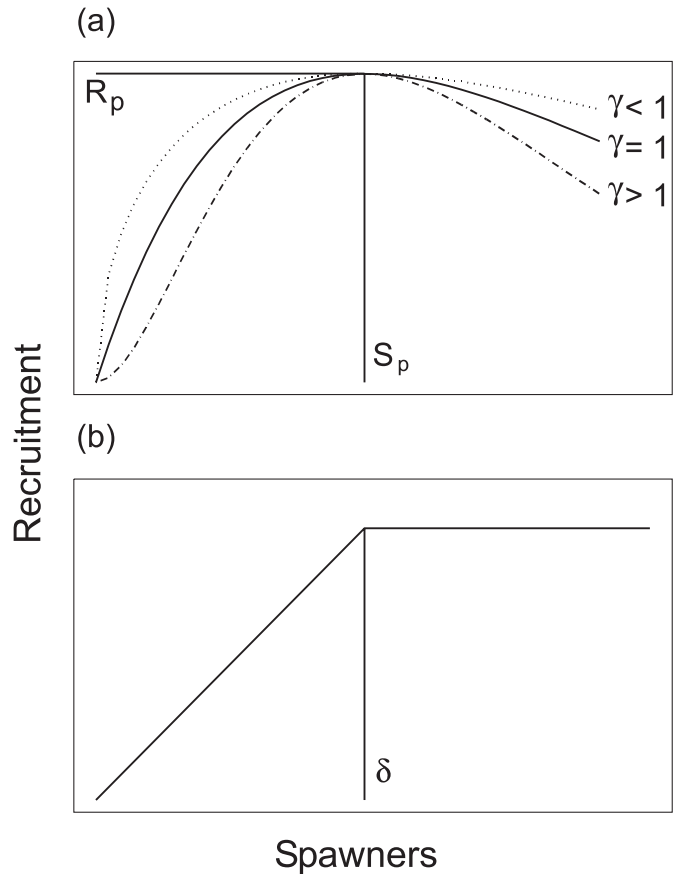 (a)
Rp
γ < 1
γ = 1
γ > 1
Sp
Recruitment
(b)
δ
Spawners